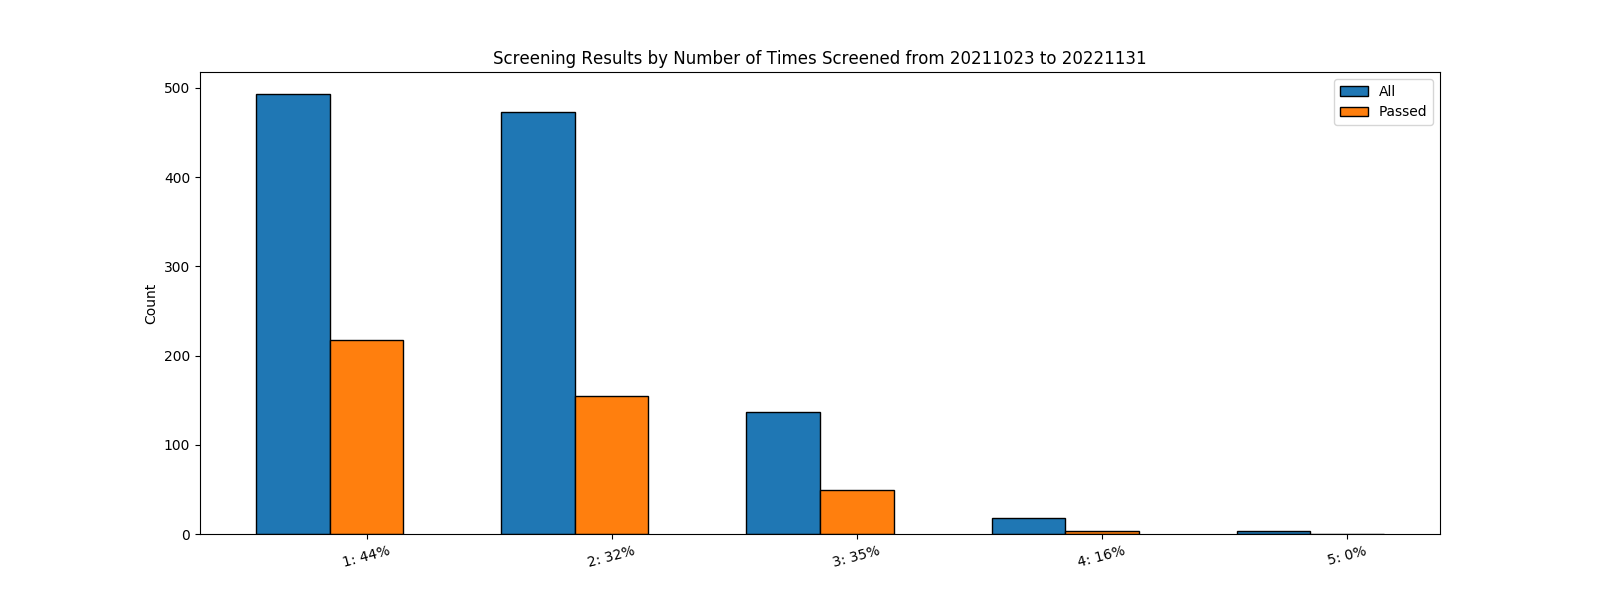 Screening Results by Number of Times Screened from 20211023 to 20221131
All
Passed
Count
500
400
300
200
100
0
1: 44%
2: 32%
3: 35%
4: 16%
5: 0%